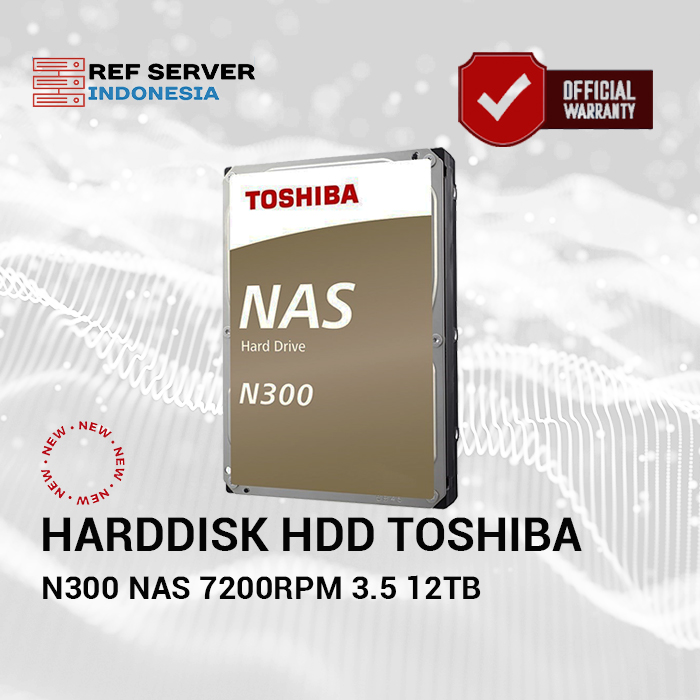 REF SERVER
INDONESIA
OFFICIAL
WARRANTY
TOSHIBA
NAS
Hard Drive
N300
NEW • NEW • NEW • NEW • NEW •
HARDDISK HDD TOSHIBA
N300 NAS 7200RPM 3.5 12TB